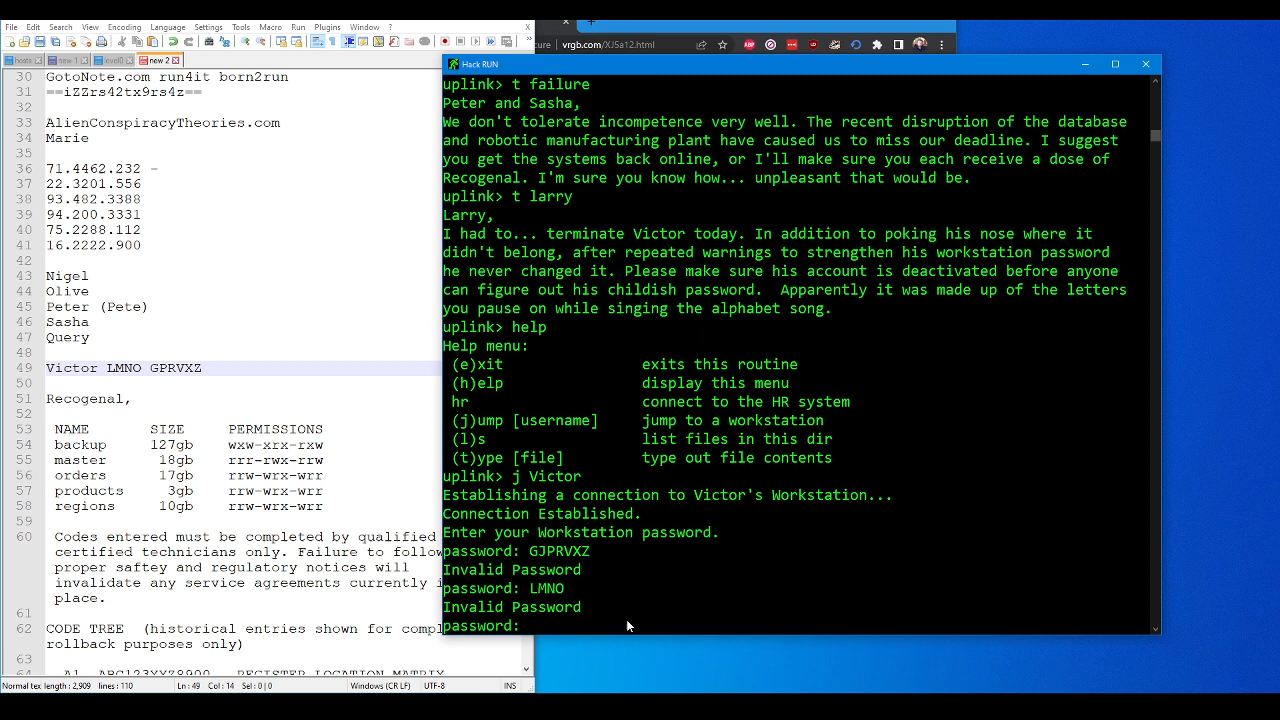 File Edit Search View Encoding Language Settings Tools Macro Run Plugins Window ?
new 1 level0 new 2
30 GotoNote.com run4it born2run
31 ==iZZrs42tx9rs4z==
32
33 AlienConspiracyTheories.com
34 Marie
35
36 71.4462.232 -
37 22.3201.556
38 93.482.3388
39 94.200.3331
40 75.2288.112
41 16.2222.900
42
43 Nigel
44 Olive
45 Peter (Pete)
46 Sasha
47 Query
48
49 Victor LMNO GPRVXZ
50
51 Recogenal,
52
53 NAME SIZE PERMISSIONS
54 backup 127gb wxw-xrx-rxw
55 master 18gb rrr-wxx-rrw
56 orders 17gb rrw-wrx-wrr
57 products 3gb rrw-wrx-wrr
58 regions 10gb rrw-wrx-wrr
59
60 Codes entered must be completed by qualified
certified technicians only. Failure to follow
proper saftey and regulatory notices will
invalidate any service agreements currently i
place.
61
62 CODE TREE (historical entries shown for compl
rollback purposes only)
63
Normal tex length : 2,909 lines : 110 Ln : 49 Col : 14 Sel : 0 | 0 Windows (CR LF) UTF-8 INS
cure vrgb.com/XJ5a12.html
Hack RUN
uplink> t failure
Peter and Sasha,
We don't tolerate incompetence very well. The recent disruption of the database
and robotic manufacturing plant have caused us to miss our deadline. I suggest
you get the systems back online, or I'll make sure you each receive a dose of
Recogenal. I'm sure you know how... unpleasant that would be.
uplink> t larry
Larry,
I had to... terminate Victor today. In addition to poking his nose where it
didn't belong, after repeated warnings to strengthen his workstation password
he never changed it. Please make sure his account is deactivated before anyone
can figure out his childish password. Apparently it was made up of the letters
you pause on while singing the alphabet song.
uplink> help
Help menu:
(e)xit exits this routine
(h)elp display this menu
hr connect to the HR system
(j)ump [username] jump to a workstation
(l)s list files in this dir
(t)ype [file] type out file contents
uplink> j Victor
Establishing a connection to Victor's Workstation...
Connection Established.
Enter your Workstation password.
password: GJPRVXZ
Invalid Password
password: LMNO
Invalid Password
password: